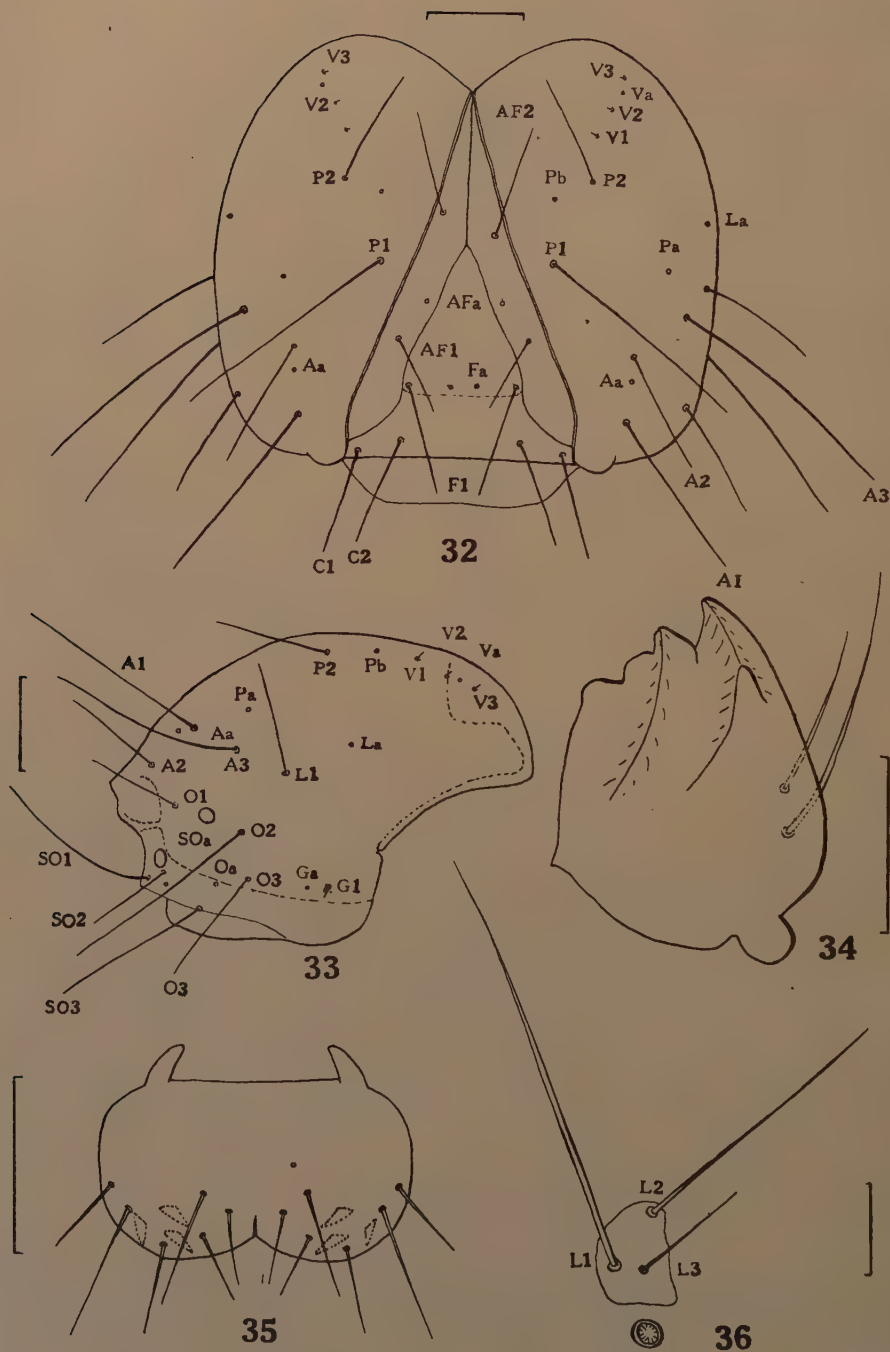 V3
V2
P2
P1
Aa
AF2
AFa
AF1
Fa
F1
C1
C2
V3
Va
V2
V1
P2
Pb
P1
La
Pa
Aa
A2
A3
A1
32
A1
P2
Pb
V1
V2
Va
V3
Pa
Aa
A2
A3
La
L1
O1
SOa
O2
SO1
Oa
O3
Ga
G1
SO2
SO3
O3
33
34
35
L2
L1
L3
36